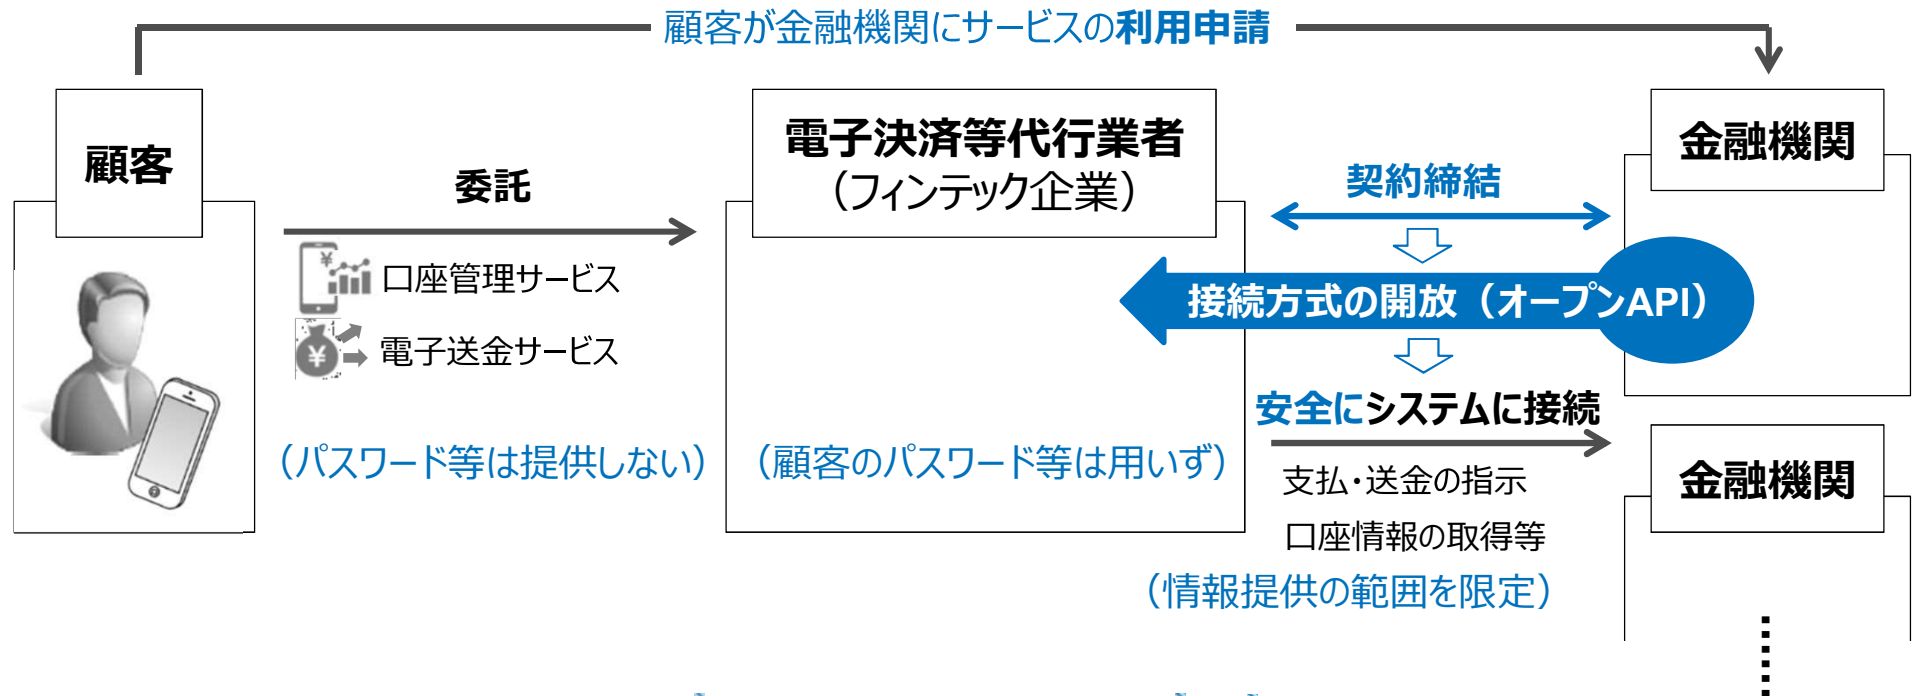 顧客が金融機関にサービスの利用申請
顧客
委託
口座管理サービス
電子送金サービス
（パスワード等は提供しない）
電子決済等代行業者
（フィンテック企業）
（顧客のパスワード等は用いず）
契約締結
接続方式の開放（オープンAPI）
安全にシステムに接続
支払・送金の指示
口座情報の取得等
（情報提供の範囲を限定）
金融機関
金融機関
¥
¥